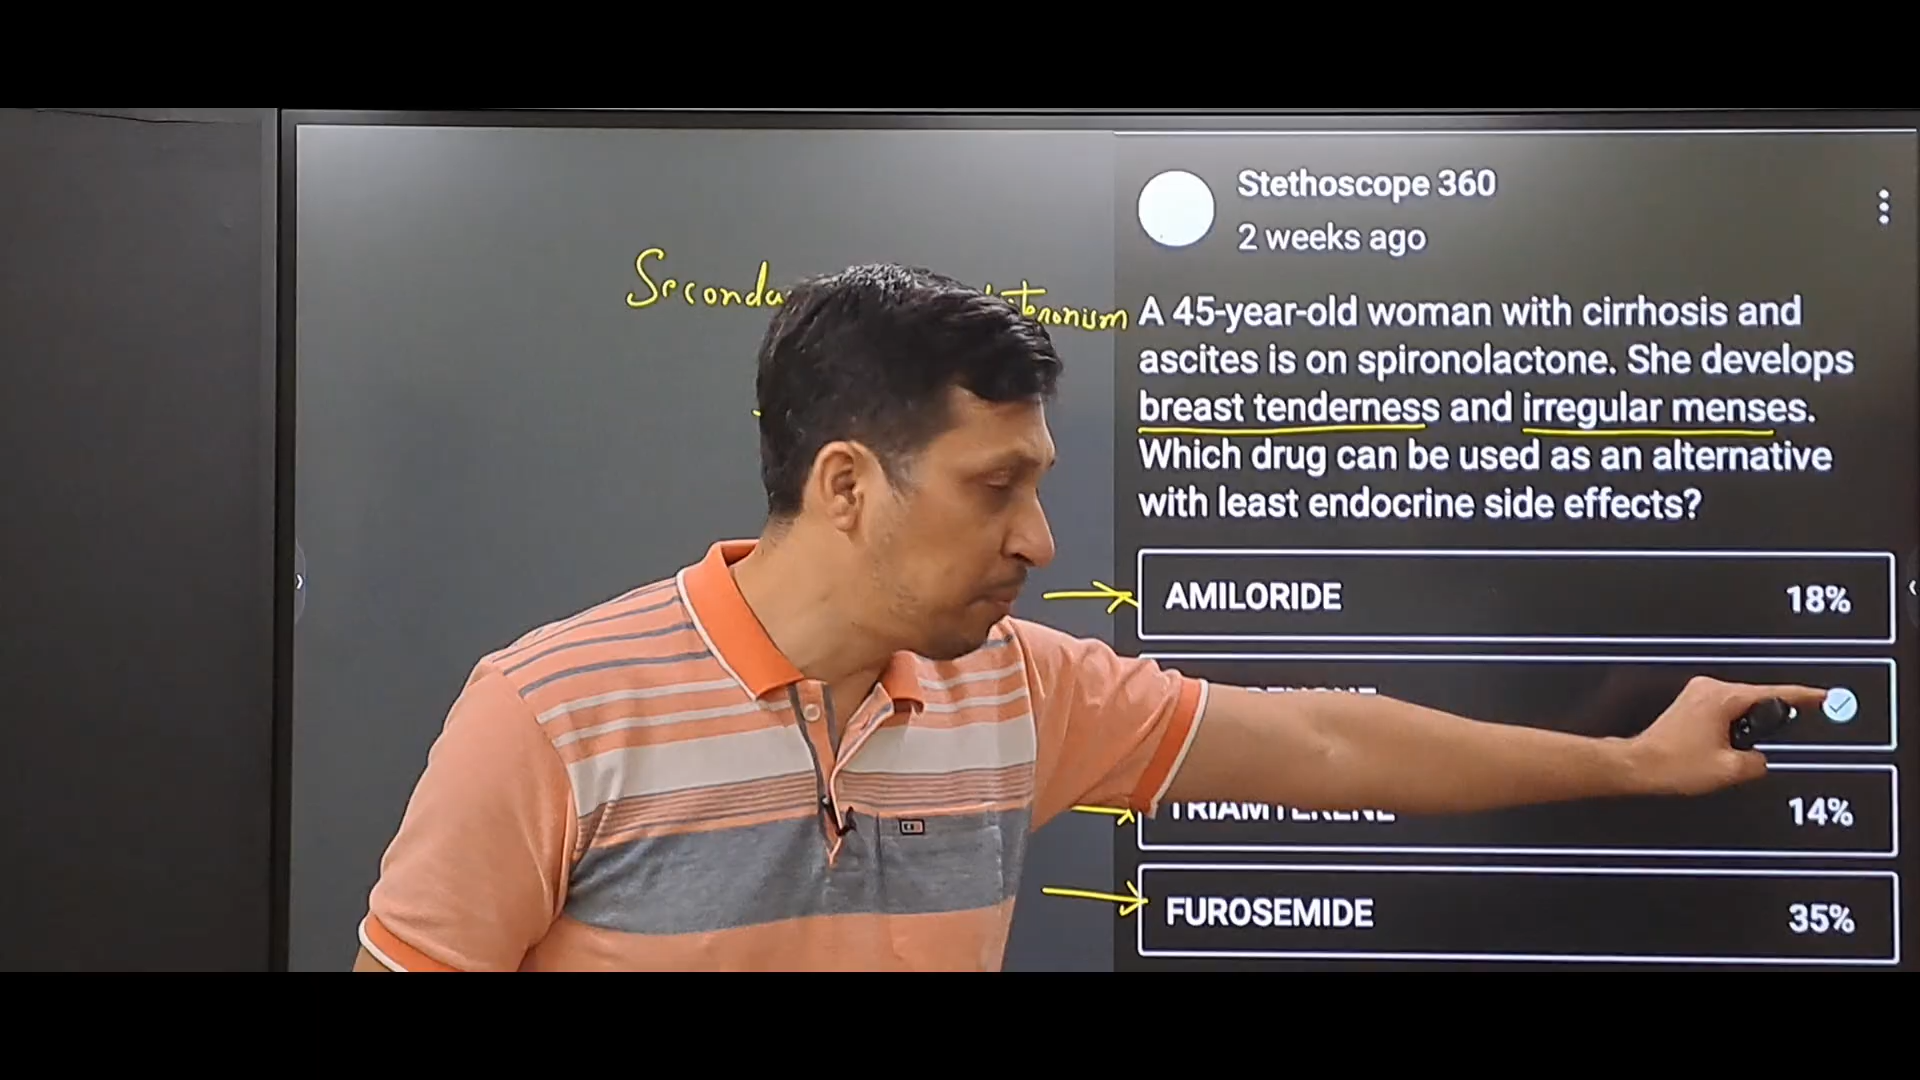 Stethoscope 360
2 weeks ago
A 45-year-old woman with cirrhosis and
ascites is on spironolactone. She develops
breast tenderness and irregular menses.
Which drug can be used as an alternative
with least endocrine side effects?
AMILORIDE 18%
TRIAMTERENE 14%
FUROSEMIDE 35%